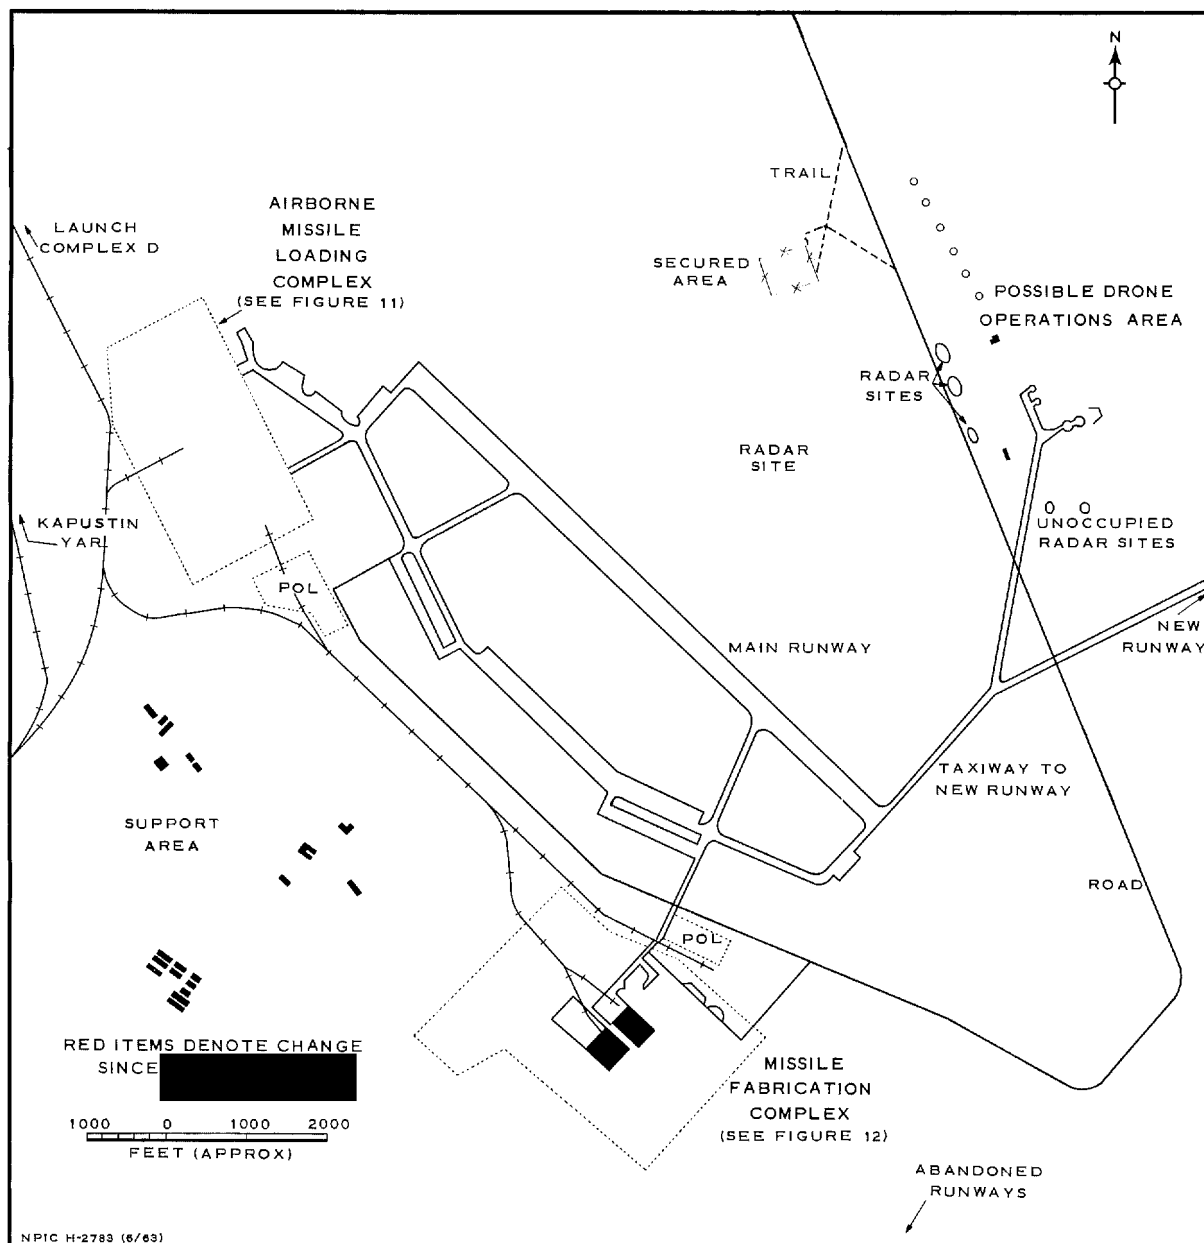 N
TRAIL
AIRBORNE
MISSILE
LOADING
COMPLEX
(SEE FIGURE 11)
LAUNCH
COMPLEX D
SECURED
AREA
POSSIBLE DRONE
OPERATIONS AREA
RADAR
SITES
RADAR
SITE
KAPUSTIN
YAR
UNOCCUPIED
RADAR SITES
POL
NEW
RUNWAY
MAIN RUNWAY
TAXIWAY TO
NEW RUNWAY
SUPPORT
AREA
ROAD
POL
RED ITEMS DENOTE CHANGE
SINCE
MISSILE
FABRICATION
COMPLEX
(SEE FIGURE 12)
1000 0 1000 2000
FEET (APPROX)
ABANDONED
RUNWAYS
NPIC H-2783 (6/63)